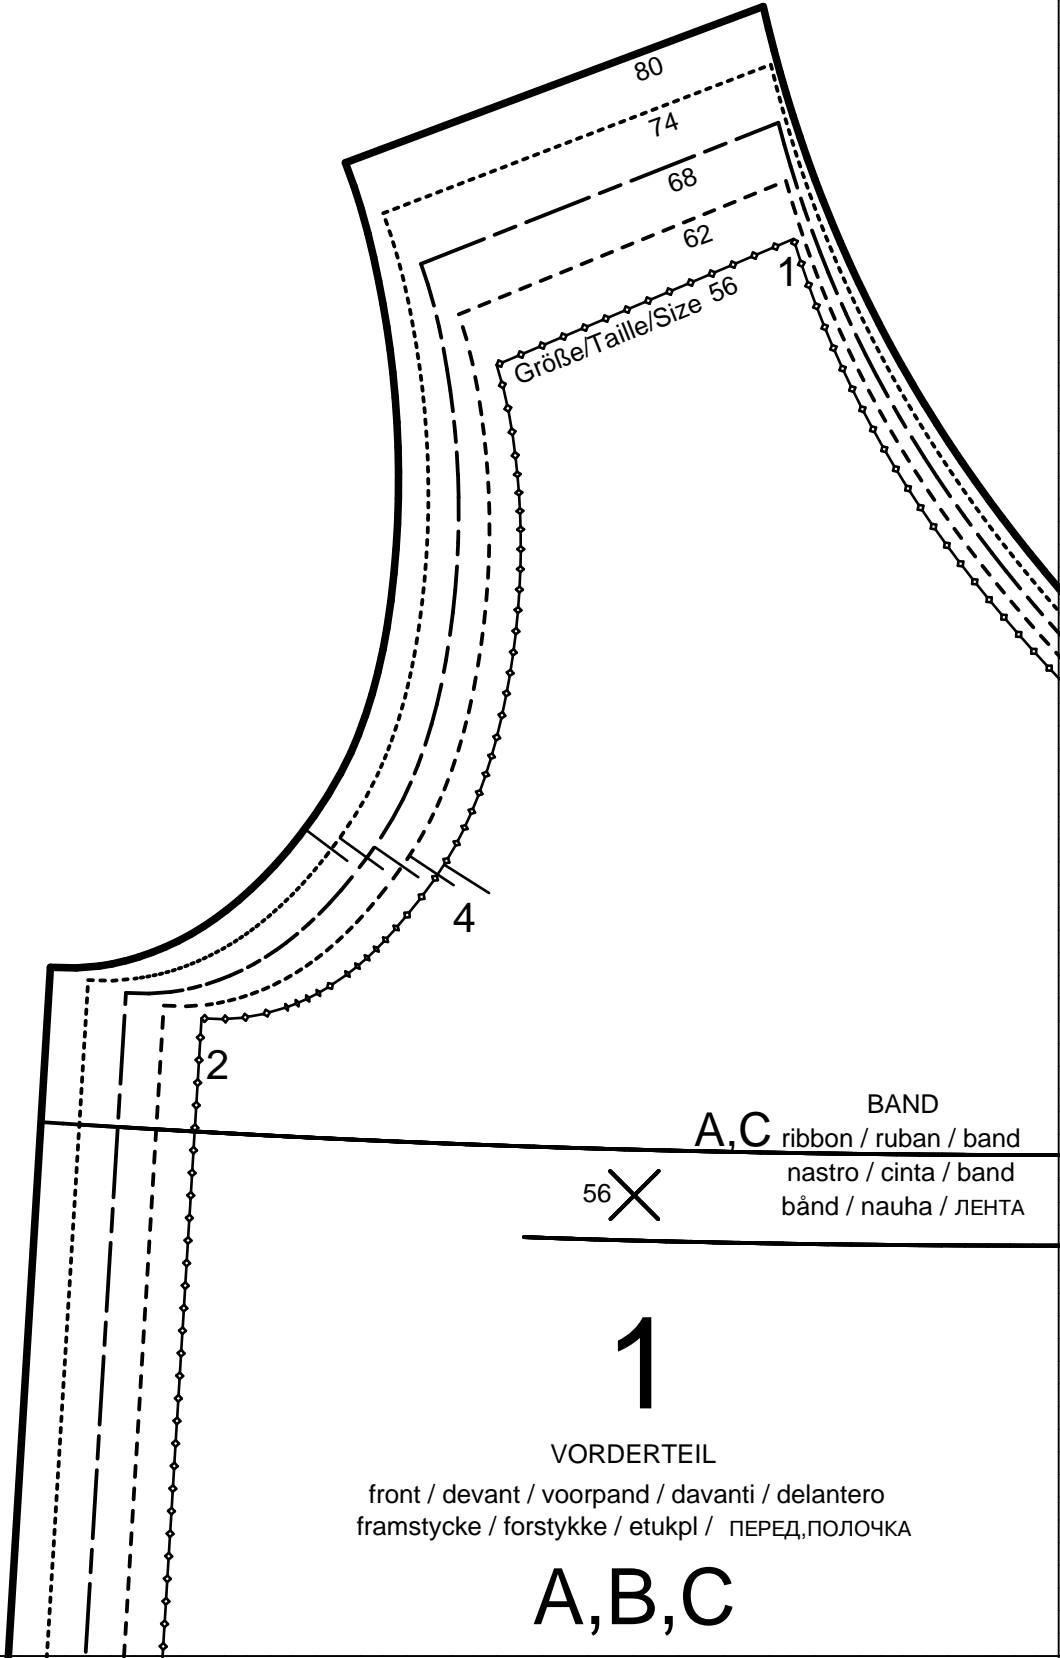 80
74
68
62
Größe/Taille/Size 56
1
4
2
A,C
BAND
ribbon / ruban / band
nastro / cinta / band
bånd / nauha / ЛЕНТА
56
1
VORDERTEIL
front / devant / voorpand / davanti / delantero
framstycke / forstykke / etukpl / ПЕРЕД,ПОЛОЧКА
A,B,C